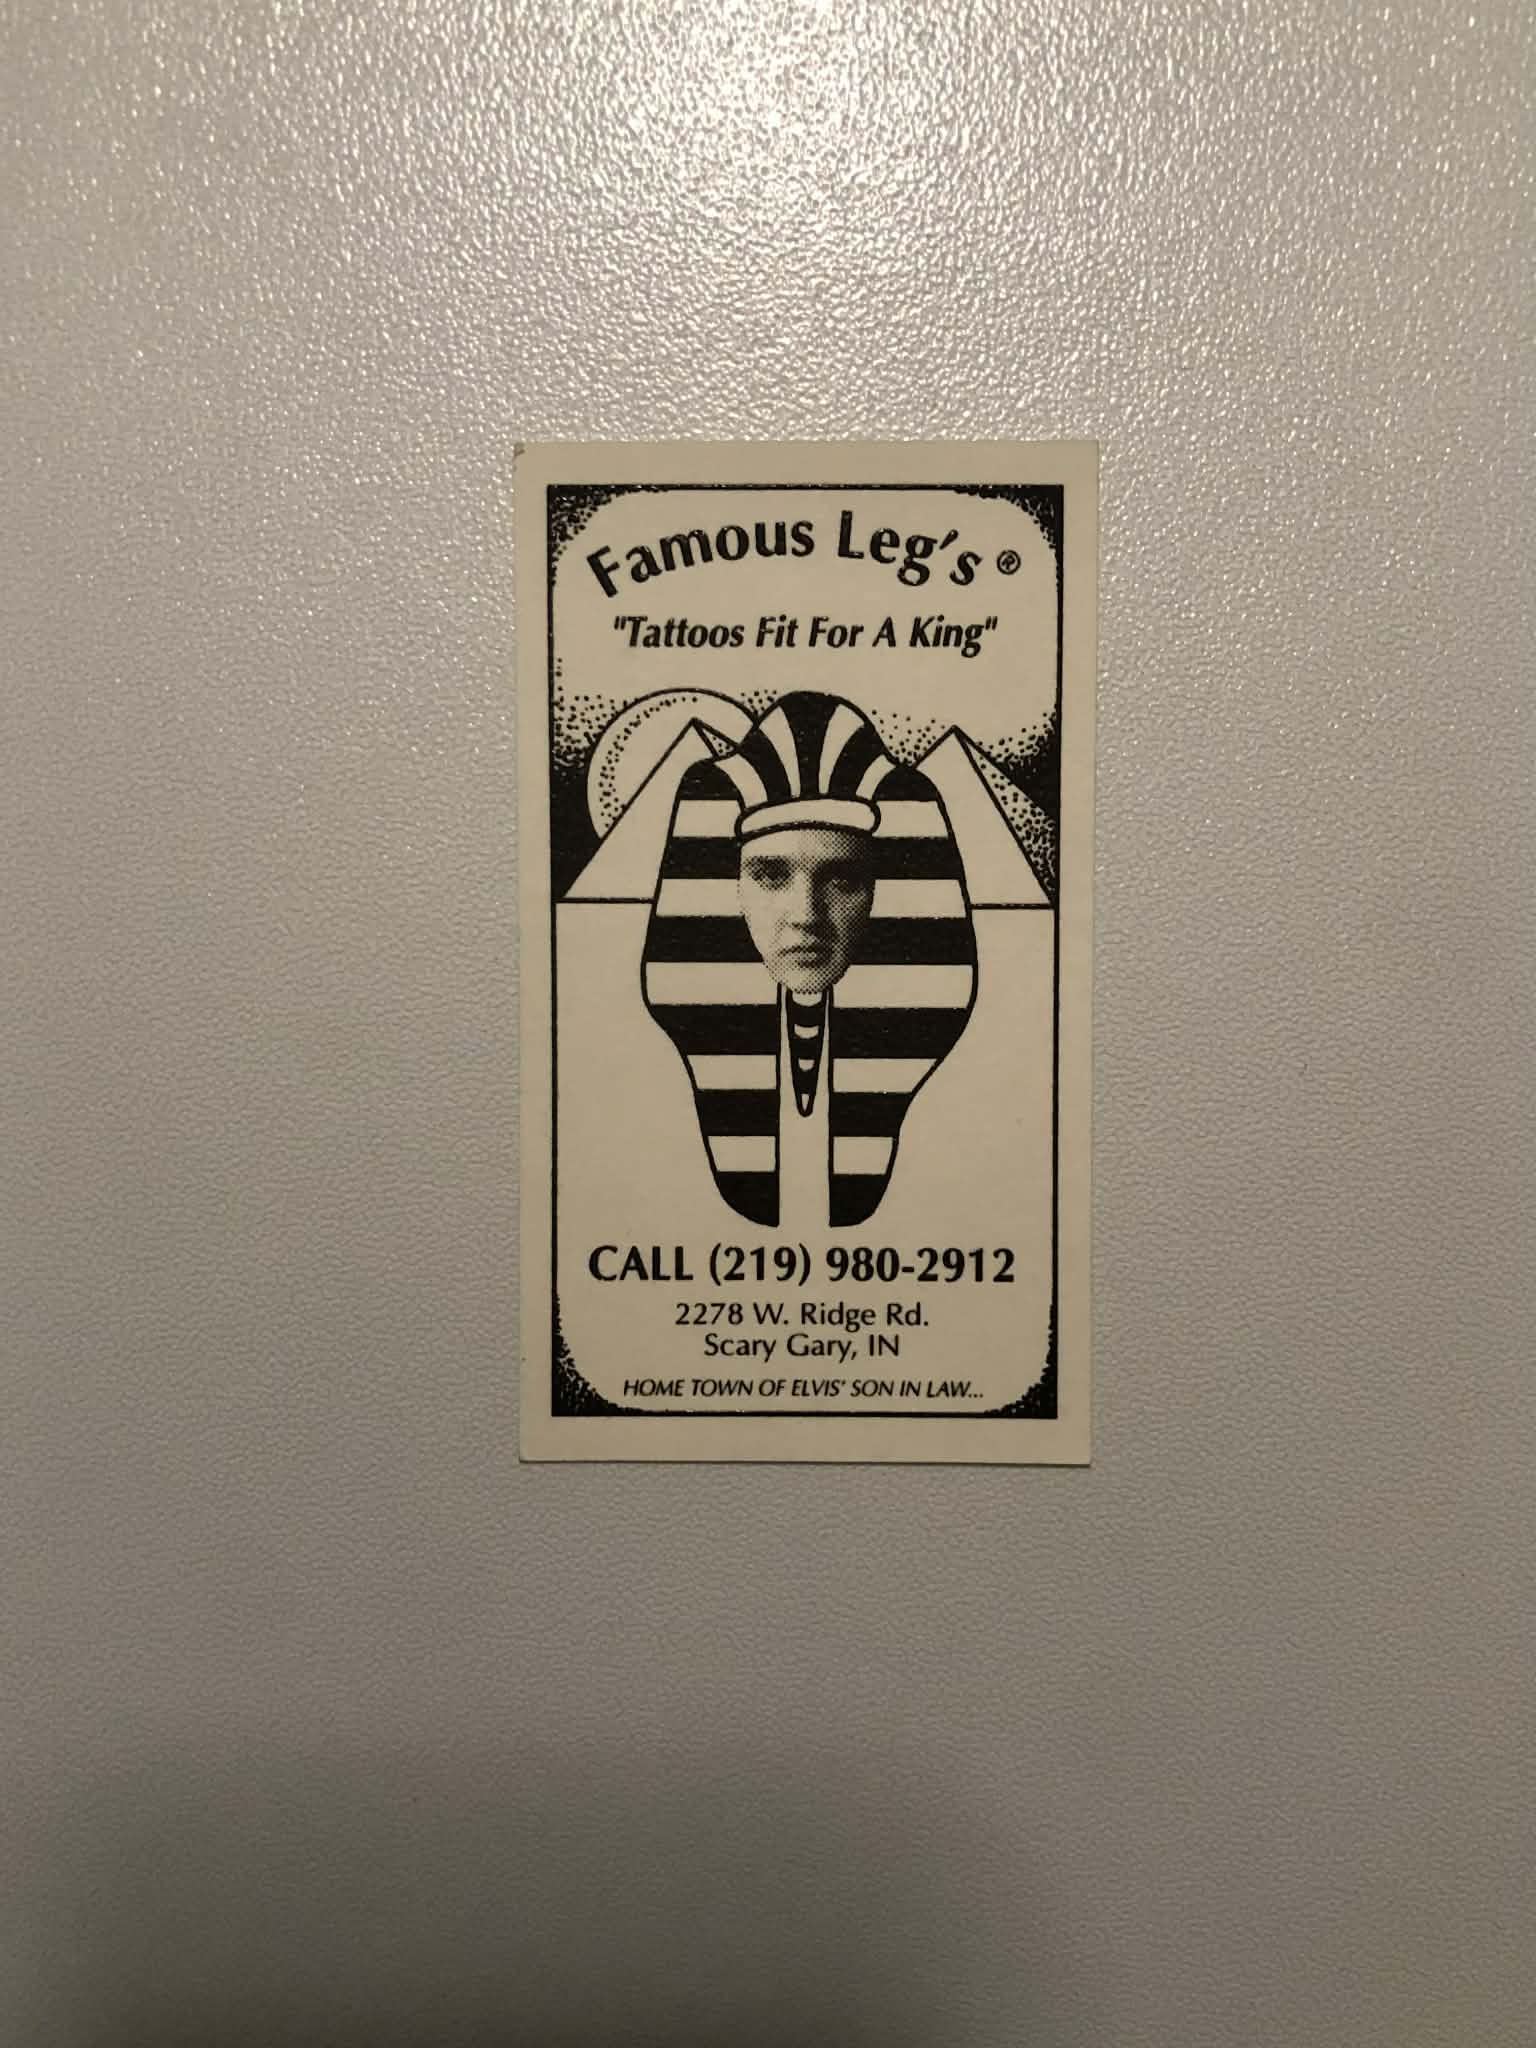 Famous Leg's ®
"Tattoos Fit For A King"
CALL (219) 980-2912
2278 W. Ridge Rd.
Scary Gary, IN
HOME TOWN OF ELVIS' SON IN LAW...